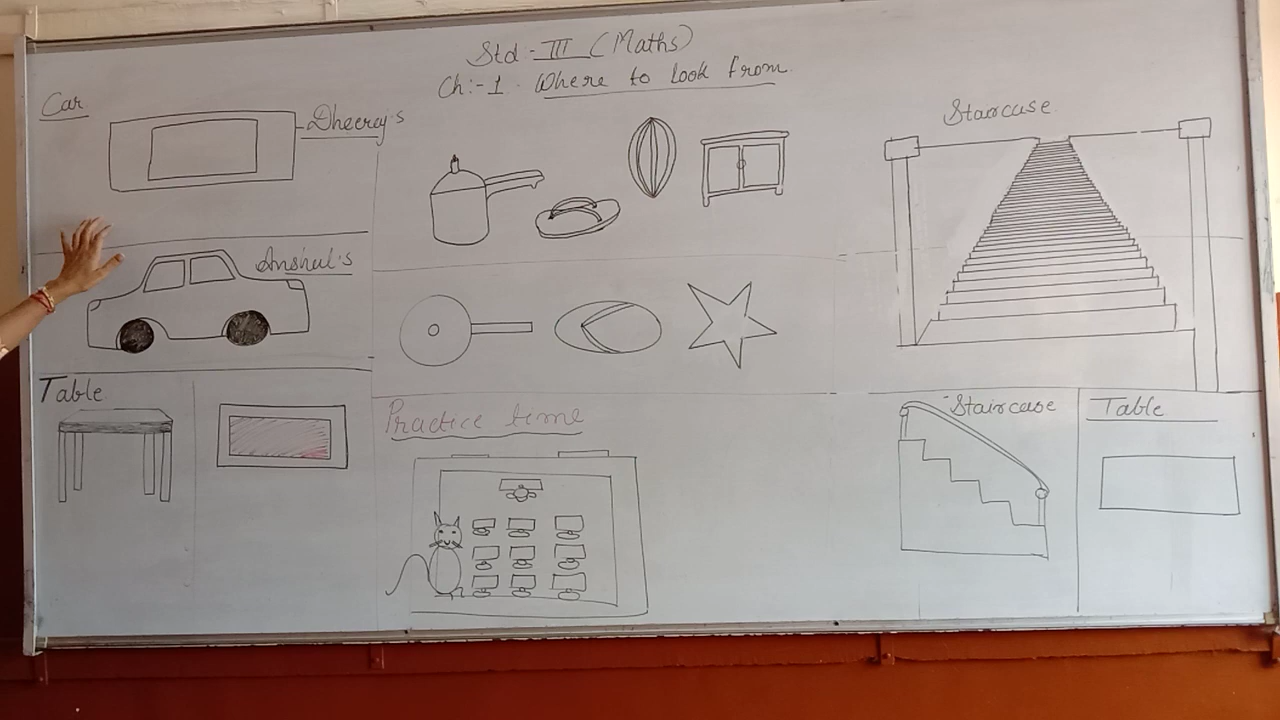 Std - III (Maths)
Ch:-1. Where to look from.
Car
Dheeraj's
Staircase
Anshul's
Table
Practice time
Staircase
Table